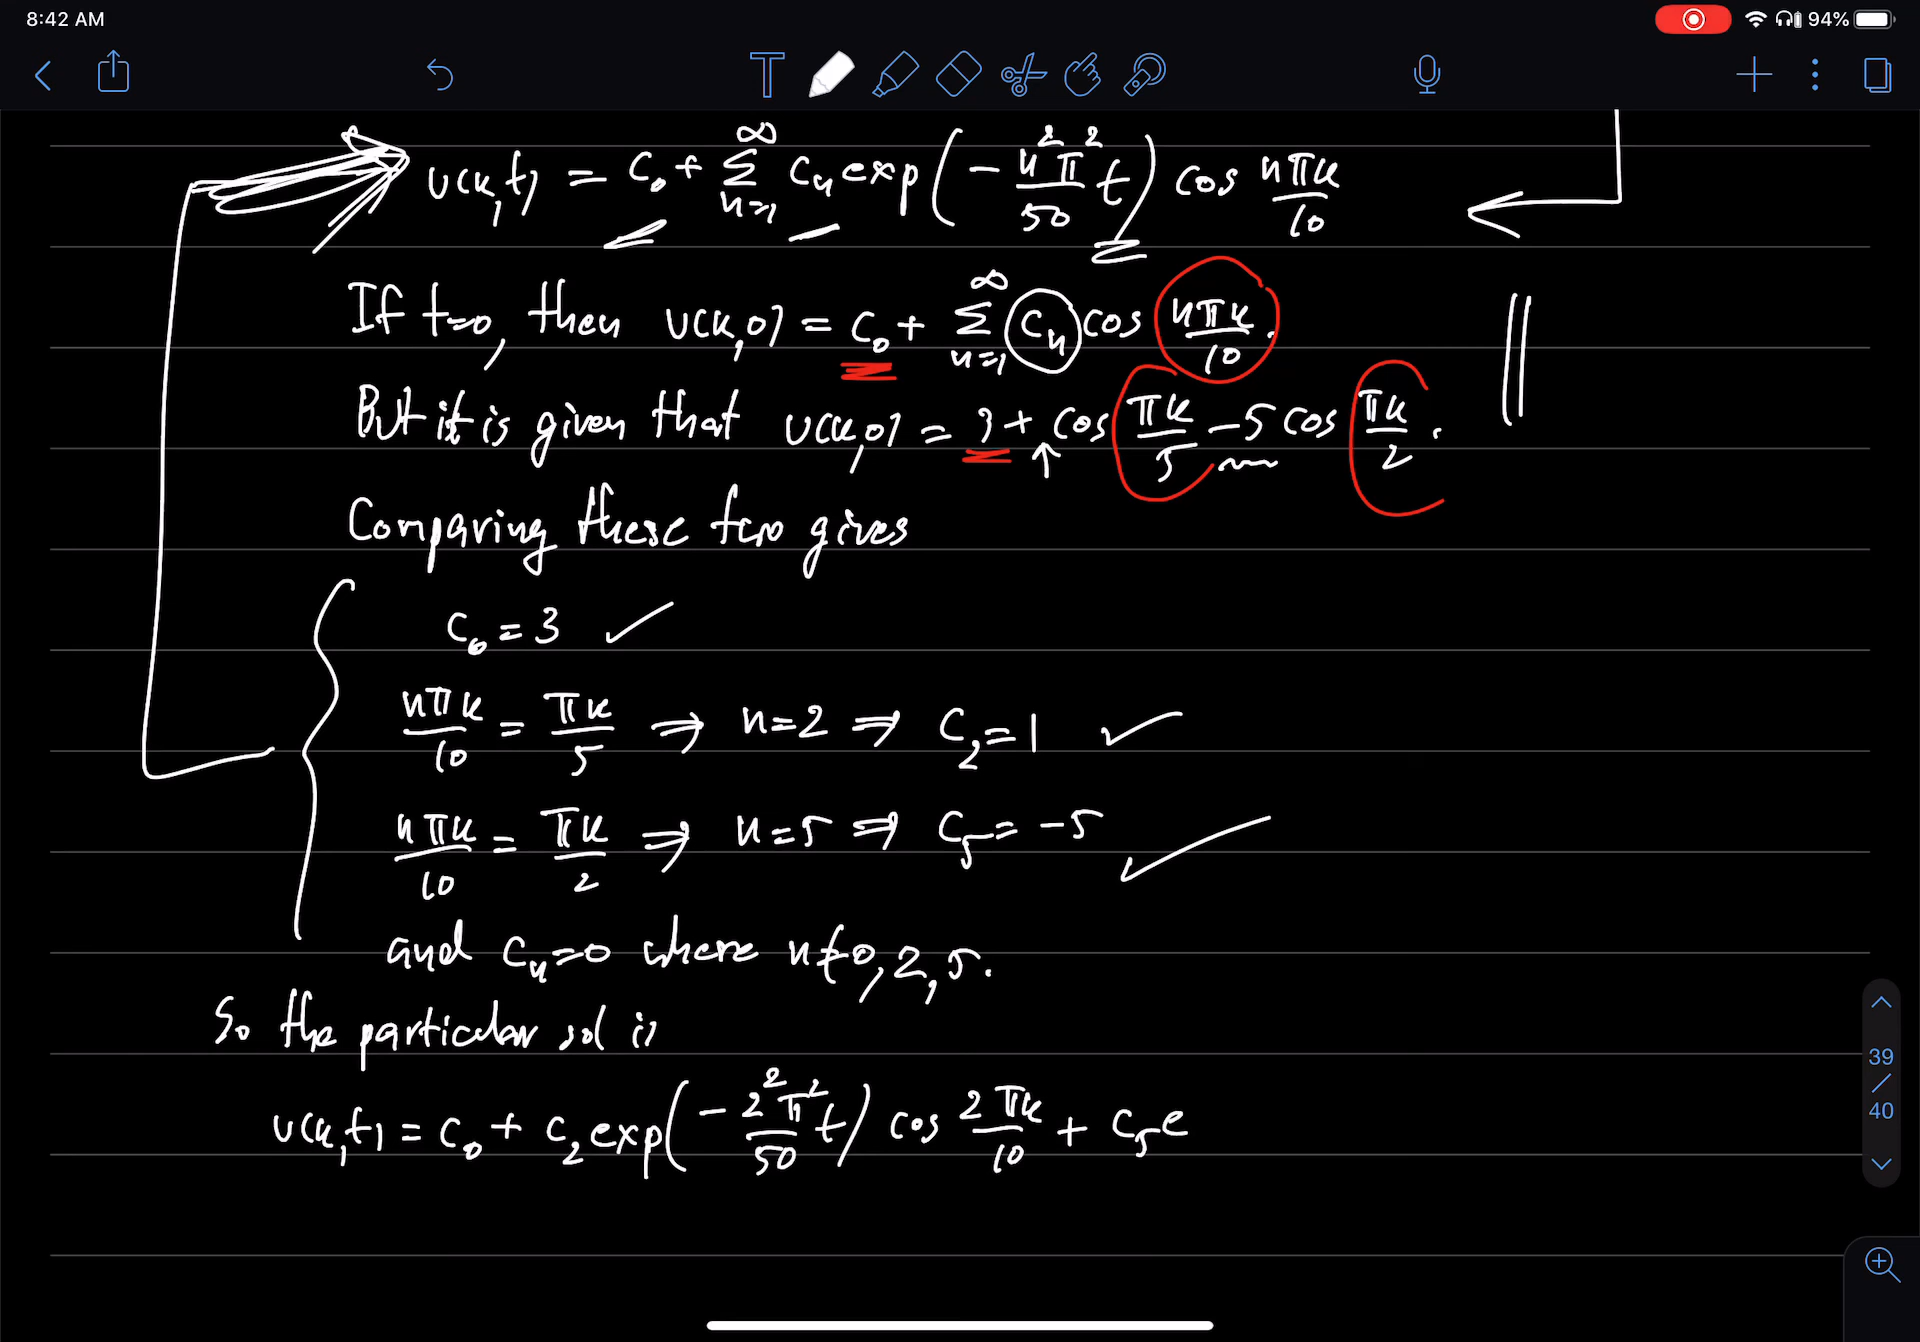 8:42 AM
94%
u(x,t) = c₀ + ∑_{n=1}^{∞} cₙ exp(-n²π²/50 t) cos nπx/10
If t=0, then u(x,0) = c₀ + ∑_{n=1}^{∞} cₙ cos nπx/10.
But it is given that u(x,0) = 3 + cos πx/5 - 5 cos πx/2.
Comparing these two gives
c₀ = 3 ✓
nπx/10 = πx/5 ⇒ n=2 ⇒ c₂=1 ✓
nπx/10 = πx/2 ⇒ n=5 ⇒ c₅=-5 ✓
and cₙ=0 where n≠0,2,5.
So the particular sol is
u(x,t) = c₀ + c₂ exp(-2²π²/50 t) cos 2πx/10 + c₅e
39
/
40